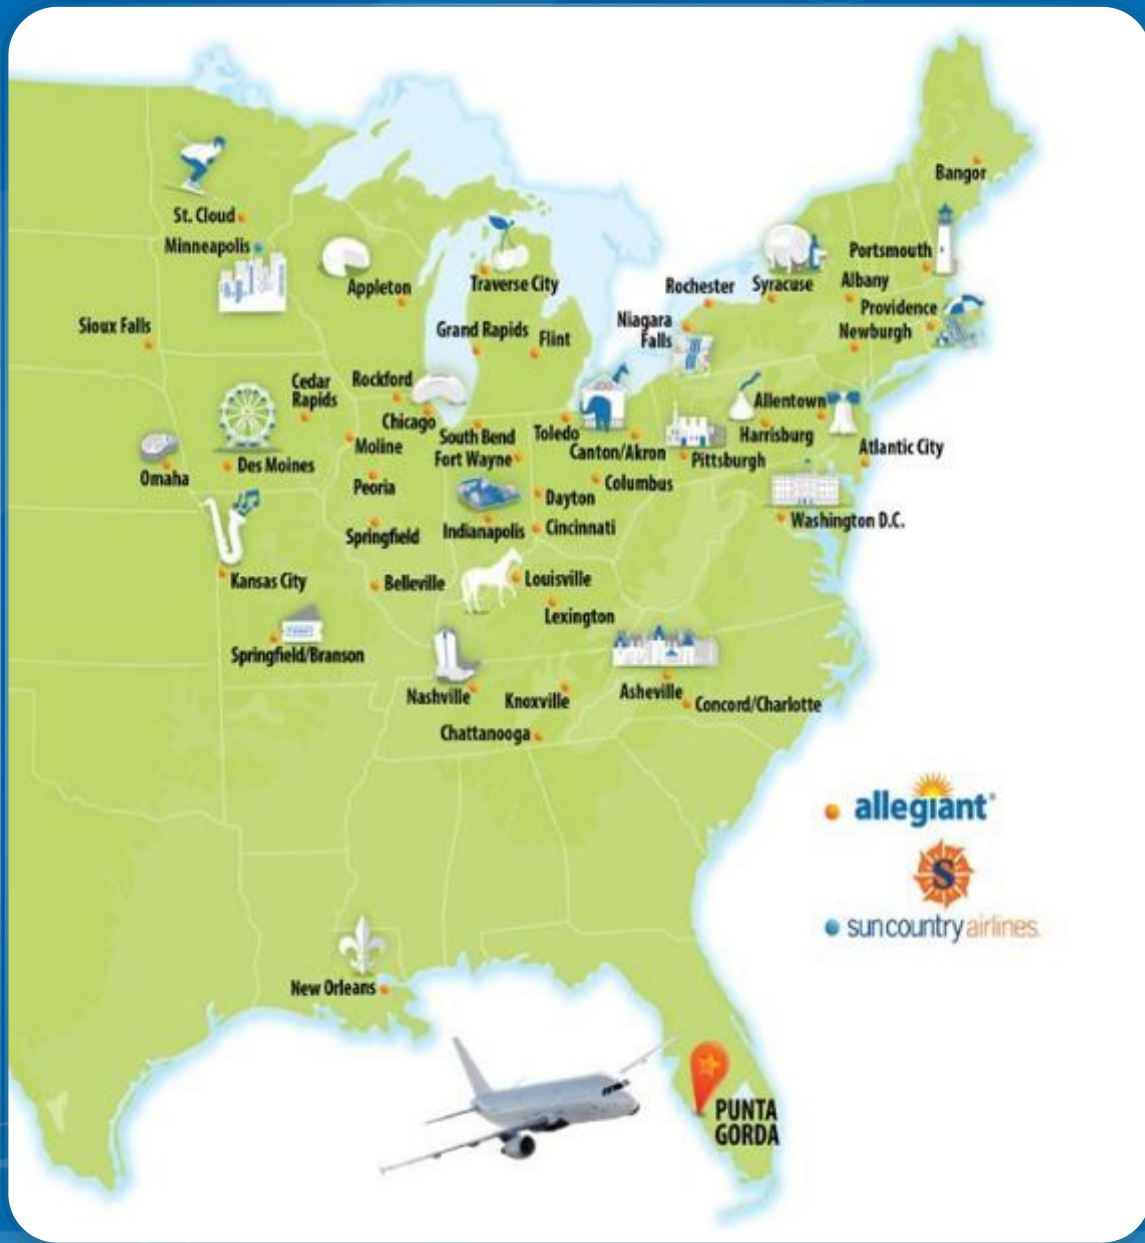 Bangor
St. Cloud
Minneapolis
Portsmouth
Appleton
Traverse City
Rochester
Syracuse
Albany
Providence
Niagara
Falls
Newburgh
Sioux Falls
Grand Rapids
Flint
Cedar
Rapids
Rockford
Chicago
Allentown
Moline
South Bend
Toledo
Harrisburg
Fort Wayne
Canton/Akron
Pittsburgh
Atlantic City
Omaha
Des Moines
Peoria
Dayton
Columbus
Springfield
Indianapolis
Cincinnati
Washington D.C.
Kansas City
Belleville
Louisville
Lexington
Springfield/Branson
Nashville
Knoxville
Asheville
Concord/Charlotte
Chattanooga
allegiant
S
suncountry airlines.
New Orleans
PUNTA
GORDA